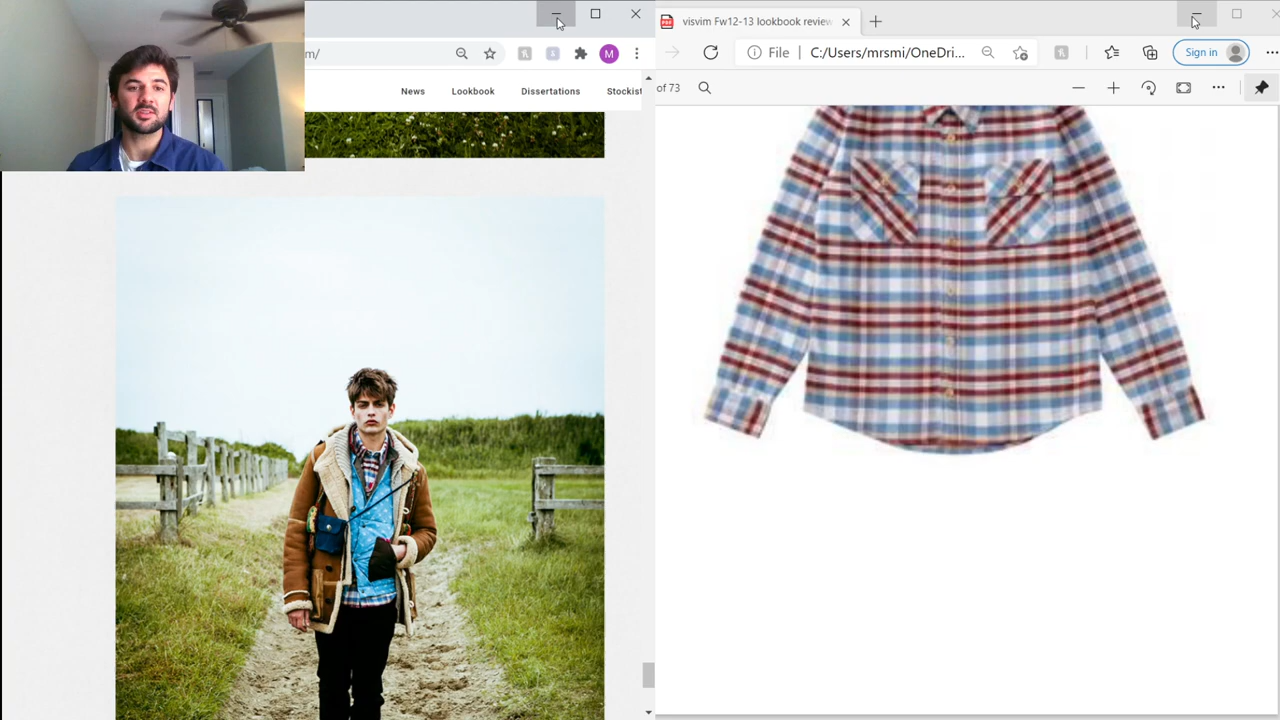 visvim Fw12-13 lookbook review
m/
M
File C:/Users/mrsmi/OneDri...
Sign in
News Lookbook Dissertations Stockist
of 73